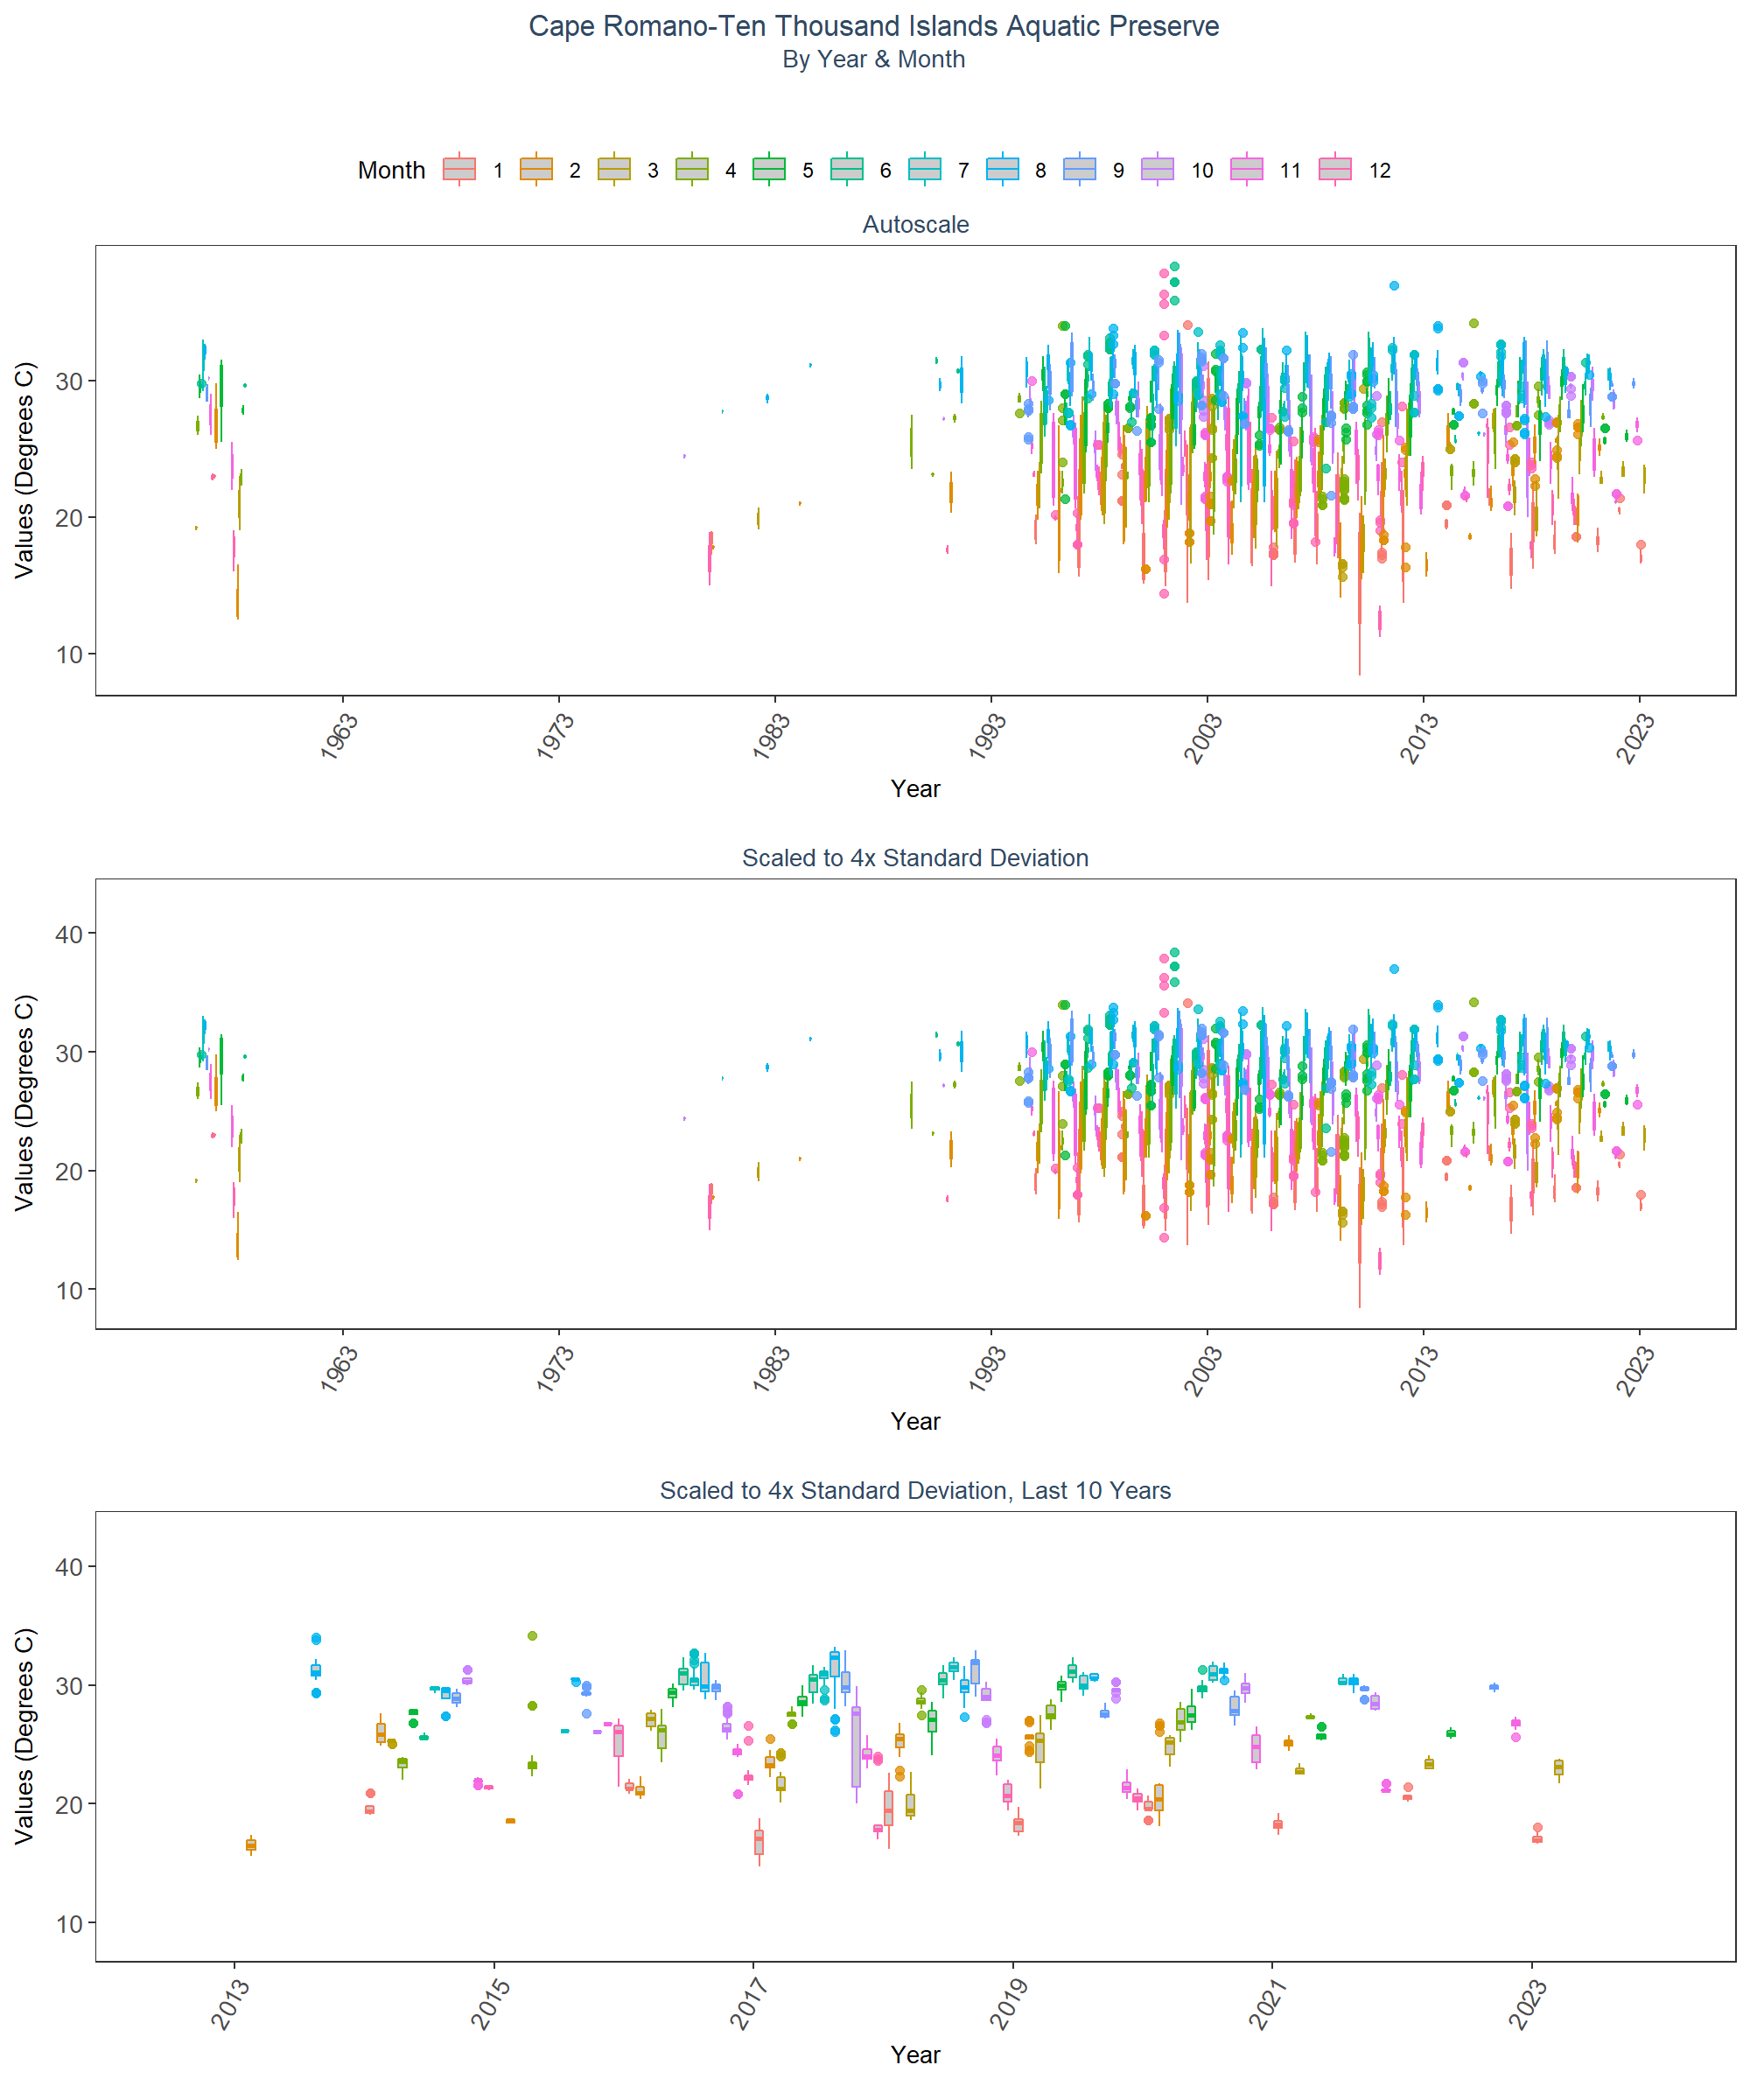 Cape Romano-Ten Thousand Islands Aquatic Preserve
By Year & Month
Month 1 2 3 4 5 6 7 8 9 10 11 12
Autoscale
Values (Degrees C)
30
20
10
1963 1973 1983 1993 2003 2013 2023
Year
Scaled to 4x Standard Deviation
Values (Degrees C)
40
30
20
10
1963 1973 1983 1993 2003 2013 2023
Year
Scaled to 4x Standard Deviation, Last 10 Years
Values (Degrees C)
40
30
20
10
2013 2015 2017 2019 2021 2023
Year